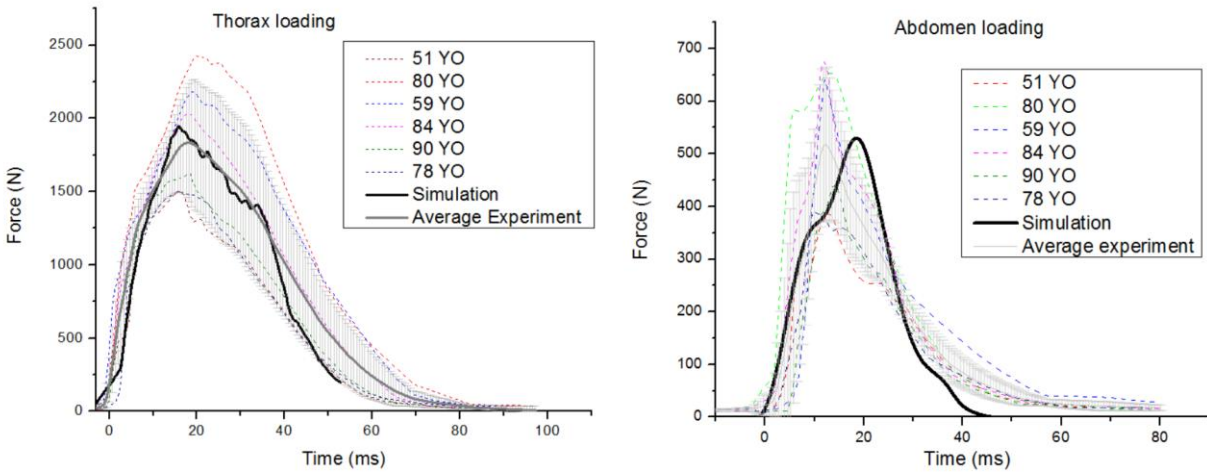 Thorax loading
2500
2000
1500
1000
500
0
Force (N)
0 20 40 60 80 100
Time (ms)
51 YO
80 YO
59 YO
84 YO
90 YO
78 YO
Simulation
Average Experiment
Abdomen loading
700
600
500
400
300
200
100
0
Force (N)
0 20 40 60 80
Time (ms)
51 YO
80 YO
59 YO
84 YO
90 YO
78 YO
Simulation
Average experiment